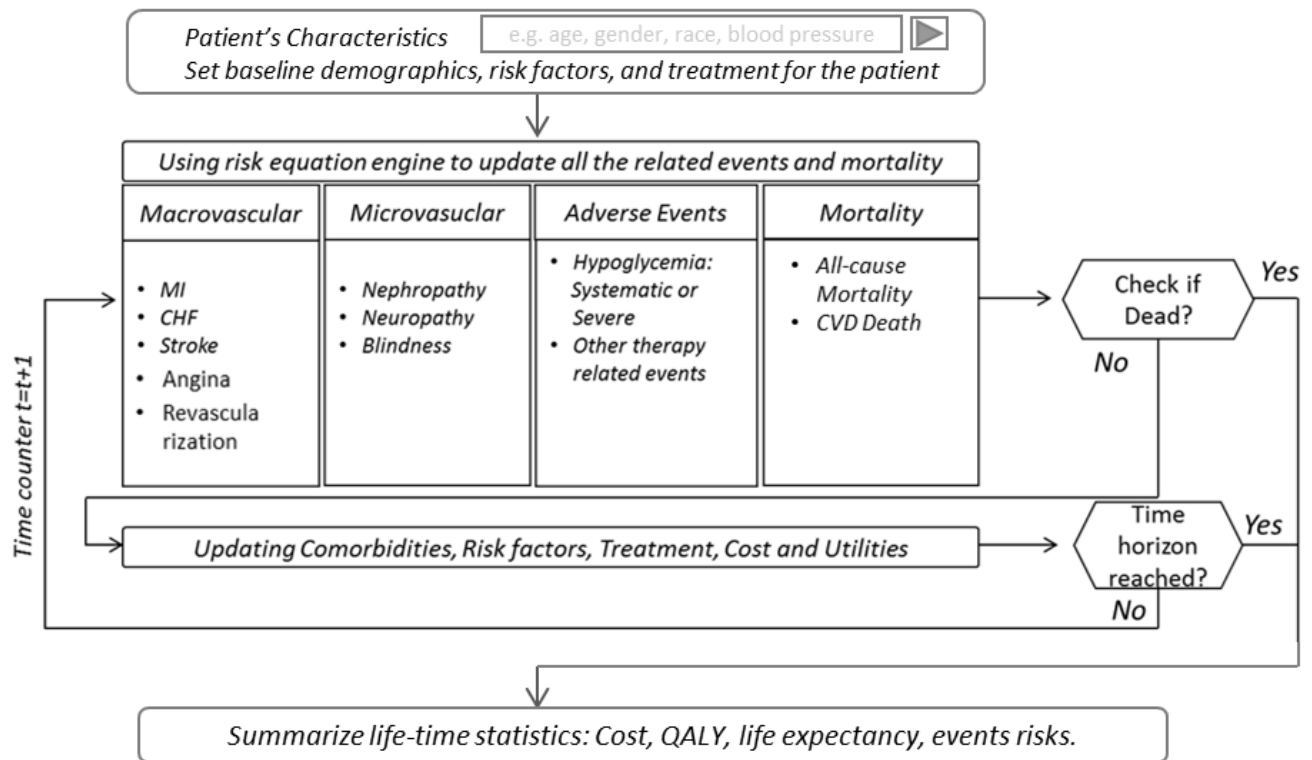 Patient's Characteristics
e.g. age, gender, race, blood pressure
Set baseline demographics, risk factors, and treatment for the patient
Using risk equation engine to update all the related events and mortality
Macrovascular
Microvasuclar
Adverse Events
Mortality
• MI
• CHF
• Stroke
• Angina
• Revascula
rization
• Nephropathy
• Neuropathy
• Blindness
• Hypoglycemia:
Systematic or
Severe
• Other therapy
related events
• All-cause
Mortality
• CVD Death
Check if
Dead?
Yes
No
Time counter t=t+1
Updating Comorbidities, Risk factors, Treatment, Cost and Utilities
Time
horizon
reached?
Yes
No
Summarize life-time statistics: Cost, QALY, life expectancy, events risks.